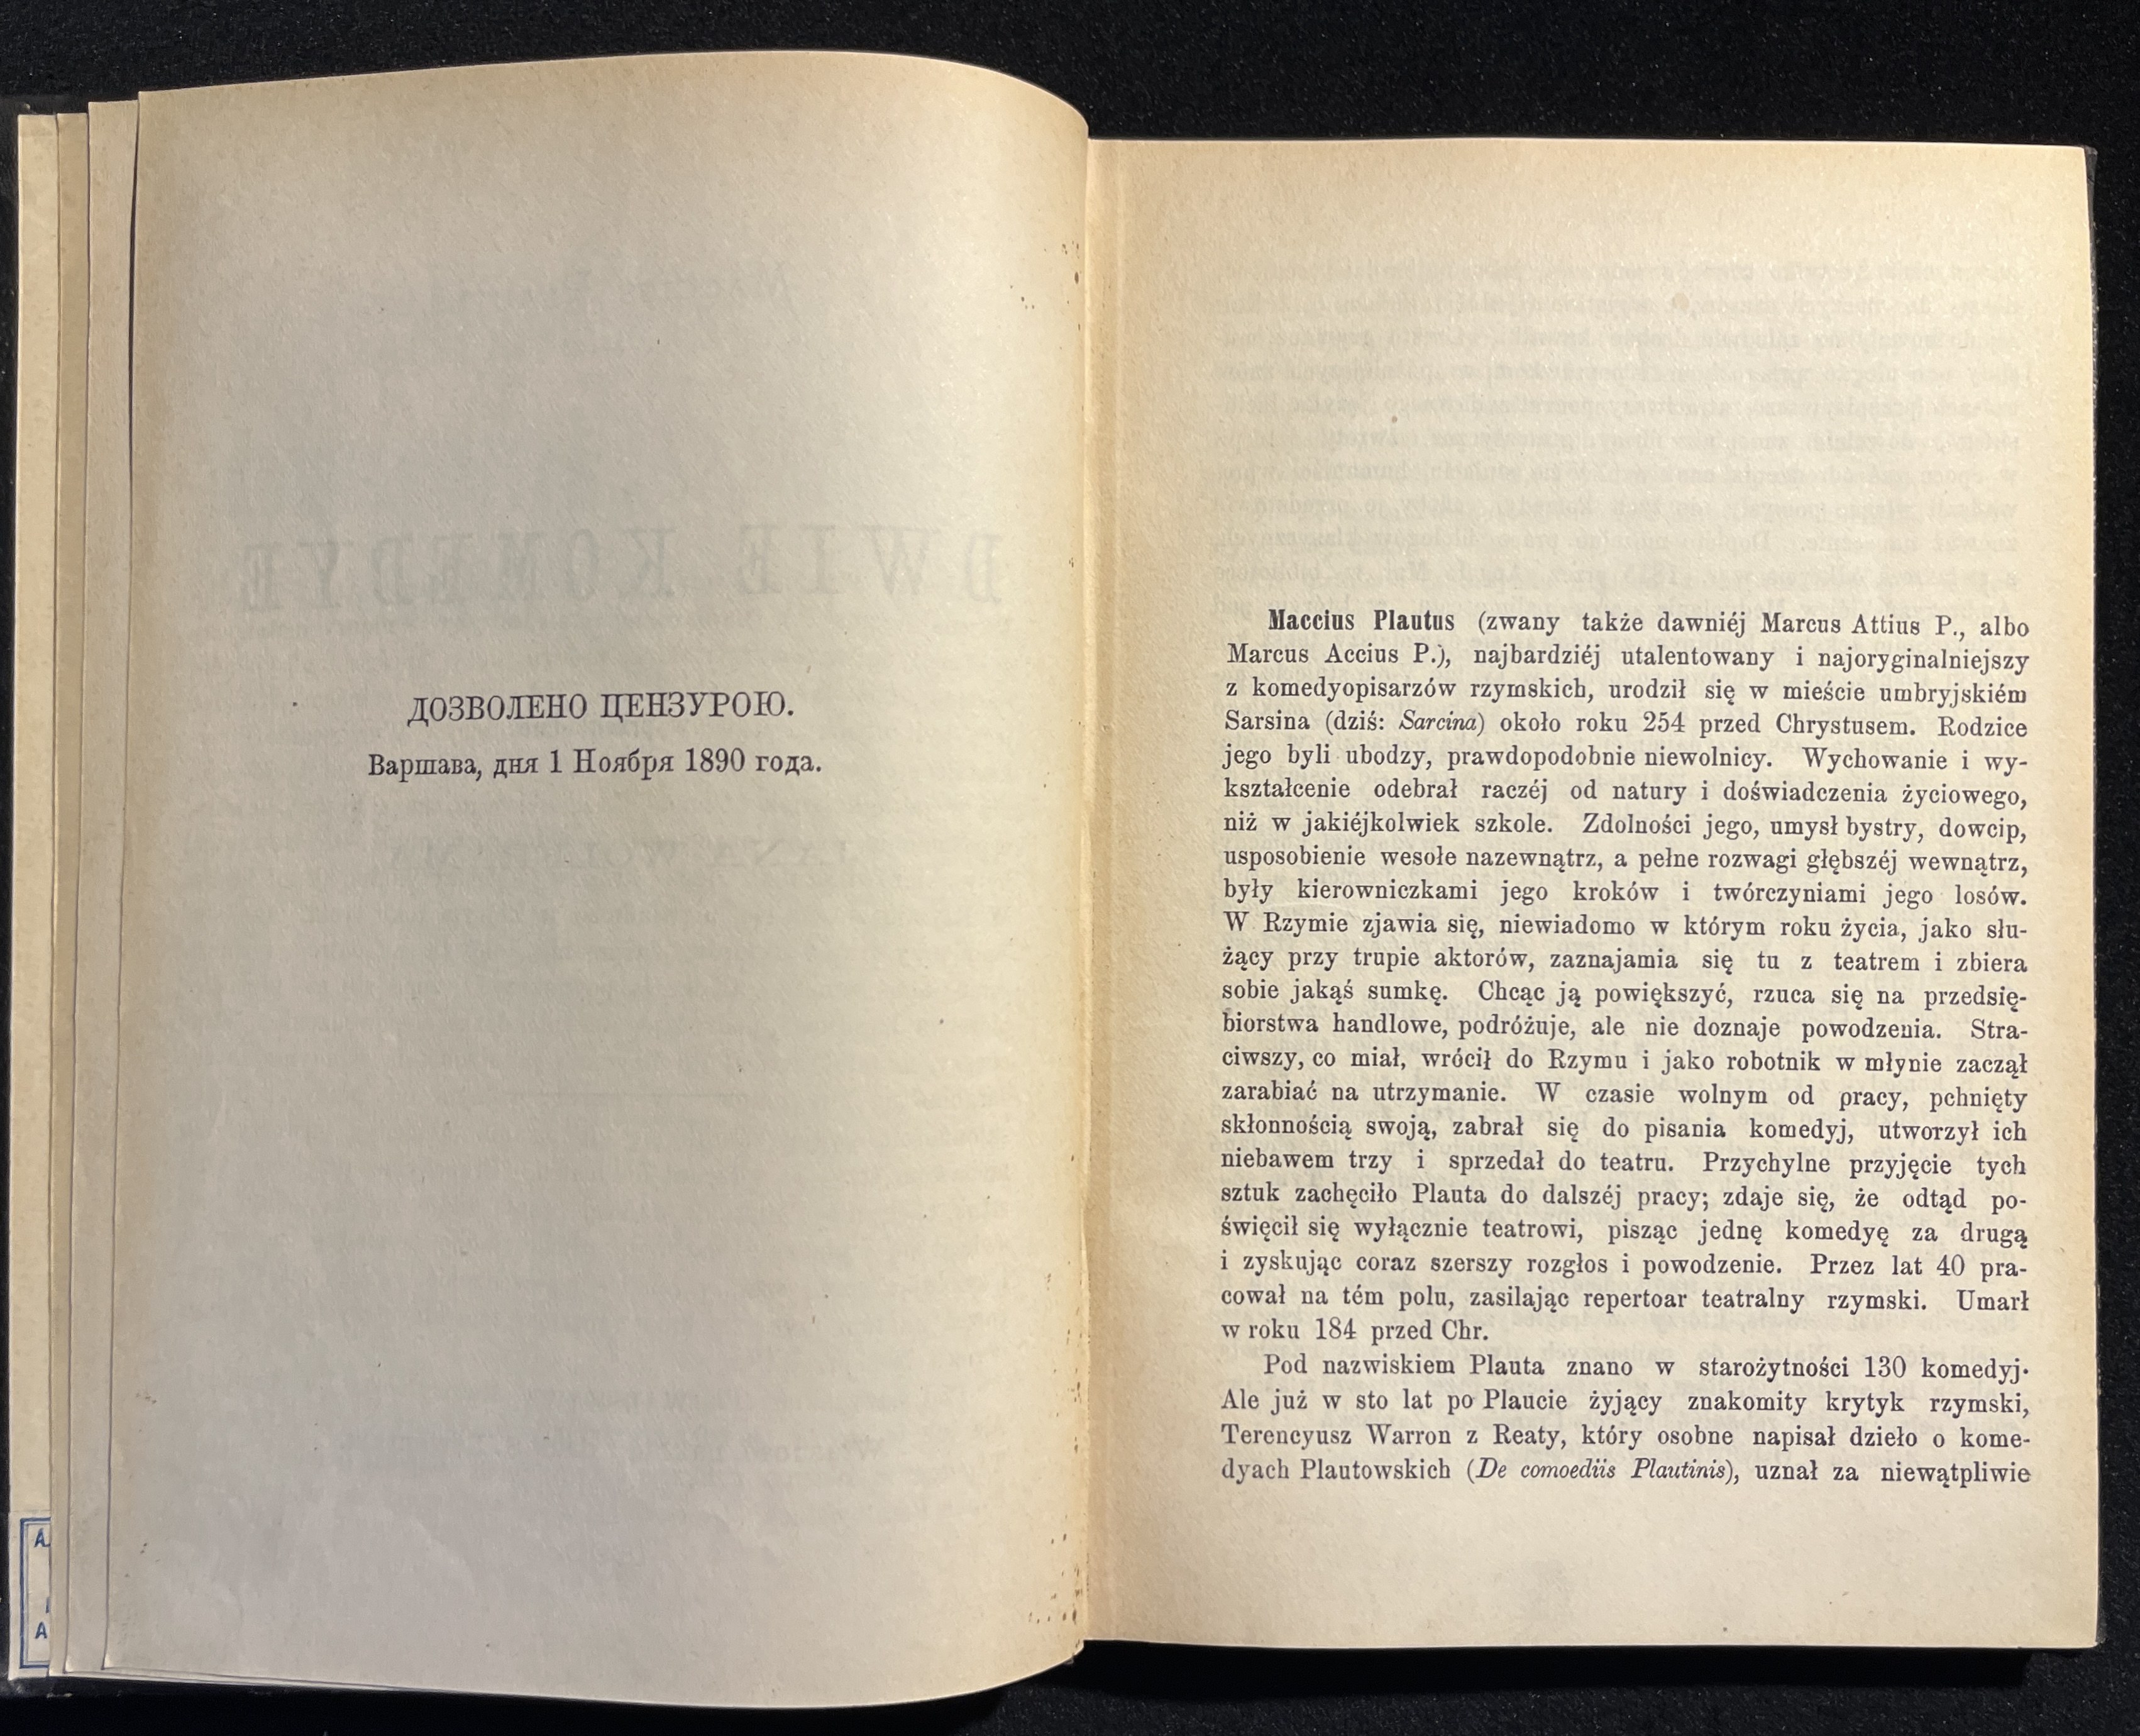 ДОЗВОЛЕНО ЦЕНЗУРОЮ.
Варшава, дня 1 Ноября 1890 года.
Maccius Plautus (zwany także dawniéj Marcus Attius P., albo
Marcus Accius P.), najbardziéj utalentowany i najoryginalniejszy
z komedyopisarzów rzymskich, urodził się w mieście umbryjskiém
Sarsina (dziś: Sarcina) około roku 254 przed Chrystusem. Rodzice
jego byli ubodzy, prawdopodobnie niewolnicy. Wychowanie i wy-
kształcenie odebrał raczéj od natury i doświadczenia życiowego,
niż w jakiéjkolwiek szkole. Zdolności jego, umysł bystry, dowcip,
usposobienie wesołe nazewnątrz, a pełne rozwagi głębszéj wewnątrz,
były kierowniczkami jego kroków i twórczyniami jego losów.
W Rzymie zjawia się, niewiadomo w którym roku życia, jako słu-
żący przy trupie aktorów, zaznajamia się tu z teatrem i zbiera
sobie jakąś sumkę. Chcąc ją powiększyć, rzuca się na przedsię-
biorstwa handlowe, podróżuje, ale nie doznaje powodzenia. Stra-
ciwszy, co miał, wrócił do Rzymu i jako robotnik w młynie zaczął
zarabiać na utrzymanie. W czasie wolnym od pracy, pchnięty
skłonnością swoją, zabrał się do pisania komedyj, utworzył ich
niebawem trzy i sprzedał do teatru. Przychylne przyjęcie tych
sztuk zachęciło Plauta do dalszéj pracy; zdaje się, że odtąd po-
święcił się wyłącznie teatrowi, pisząc jednę komedyę za drugą
i zyskując coraz szerszy rozgłos i powodzenie. Przez lat 40 pra-
cował na tém polu, zasilając repertoar teatralny rzymski. Umarł
w roku 184 przed Chr.
Pod nazwiskiem Plauta znano w starożytności 130 komedyj.
Ale już w sto lat po Plaucie żyjący znakomity krytyk rzymski,
Terencyusz Warron z Reaty, który osobne napisał dzieło o kome-
dyach Plautowskich (De comoediis Plautinis), uznał za niewątpliwie